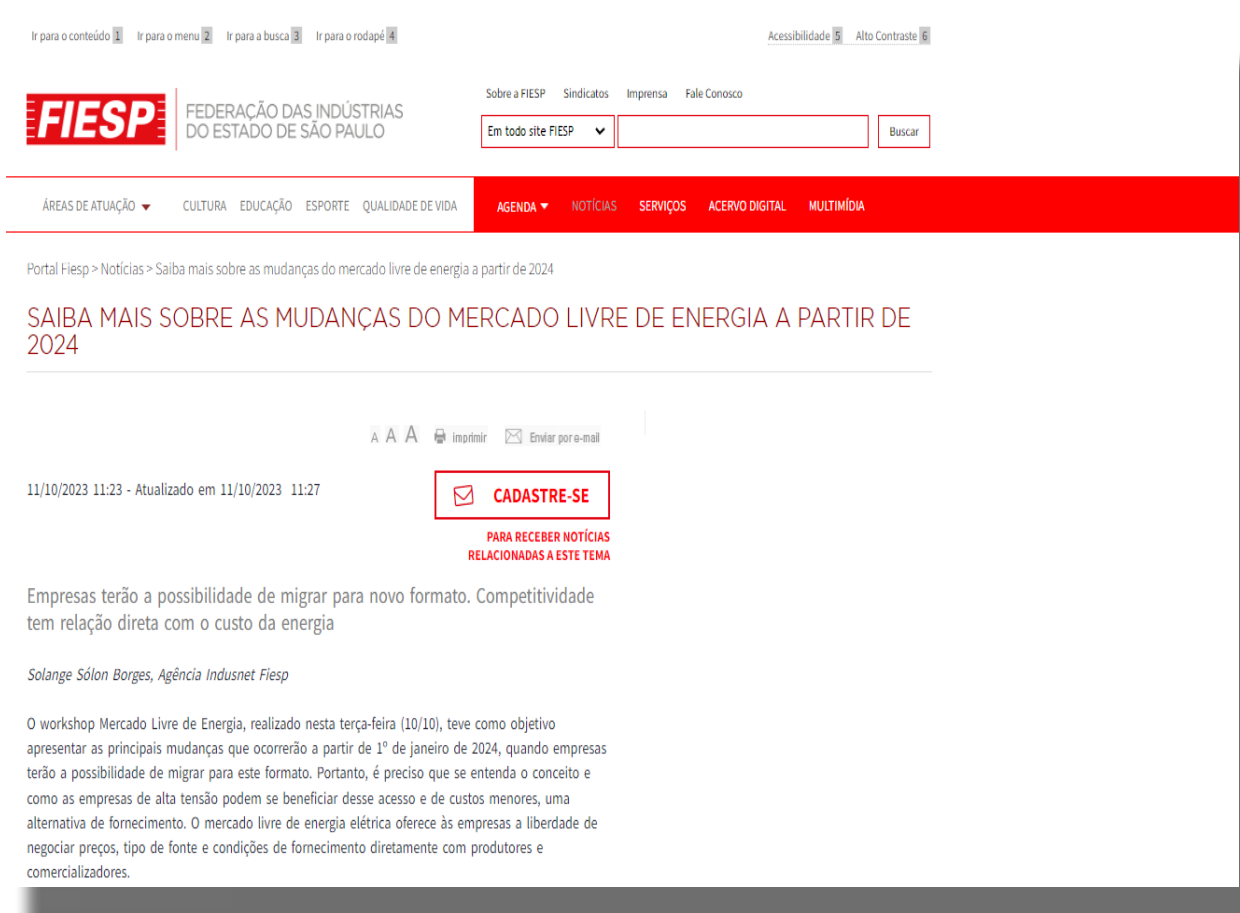 Ir para o conteúdo 1 Ir para o menu 2 Ir para a busca 3 Ir para o rodapé 4 Acessibilidade 5 Alto Contraste 6
Sobre a FIESP Sindicatos Imprensa Fale Conosco
FIESP
FEDERAÇÃO DAS INDÚSTRIAS
DO ESTADO DE SÃO PAULO
Em todo site FIESP Buscar
ÁREAS DE ATUAÇÃO CULTURA EDUCAÇÃO ESPORTE QUALIDADE DE VIDA AGENDA NOTÍCIAS SERVIÇOS ACERVO DIGITAL MULTIMÍDIA
Portal Fiesp > Notícias > Saiba mais sobre as mudanças do mercado livre de energia a partir de 2024
SAIBA MAIS SOBRE AS MUDANÇAS DO MERCADO LIVRE DE ENERGIA A PARTIR DE
2024
A A A imprimir Enviar por e-mail
11/10/2023 11:23 - Atualizado em 11/10/2023 11:27
CADASTRE-SE
PARA RECEBER NOTÍCIAS
RELACIONADAS A ESTE TEMA
Empresas terão a possibilidade de migrar para novo formato. Competitividade
tem relação direta com o custo da energia
Solange Sólon Borges, Agência Indusnet Fiesp
O workshop Mercado Livre de Energia, realizado nesta terça-feira (10/10), teve como objetivo
apresentar as principais mudanças que ocorrerão a partir de 1º de janeiro de 2024, quando empresas
terão a possibilidade de migrar para este formato. Portanto, é preciso que se entenda o conceito e
como as empresas de alta tensão podem se beneficiar desse acesso e de custos menores, uma
alternativa de fornecimento. O mercado livre de energia elétrica oferece às empresas a liberdade de
negociar preços, tipo de fonte e condições de fornecimento diretamente com produtores e
comercializadores.